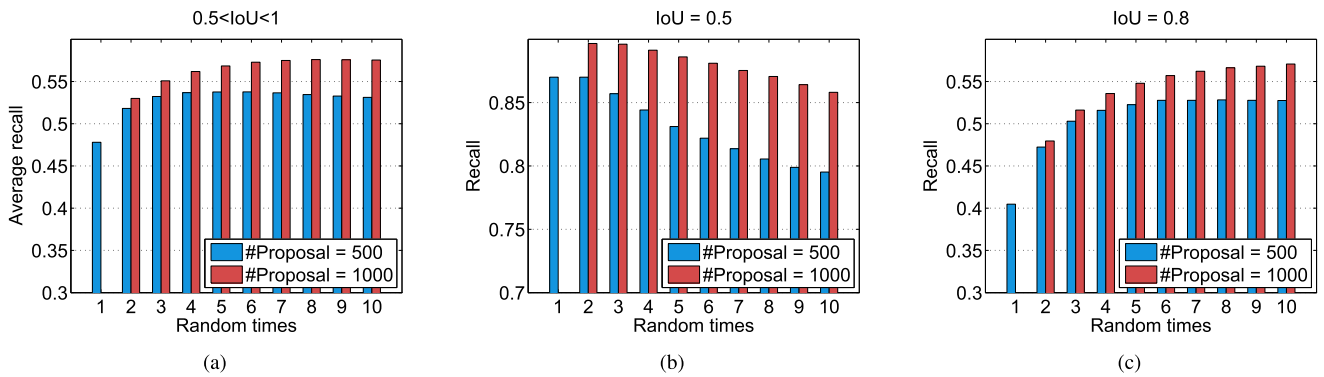 0.5<IoU<1
Average recall
0.55
0.5
0.45
0.4
0.35
0.3
1 2 3 4 5 6 7 8 9 10
Random times
#Proposal = 500
#Proposal = 1000
(a)
IoU = 0.5
Recall
0.85
0.8
0.75
0.7
1 2 3 4 5 6 7 8 9 10
Random times
#Proposal = 500
#Proposal = 1000
(b)
IoU = 0.8
Recall
0.55
0.5
0.45
0.4
0.35
0.3
1 2 3 4 5 6 7 8 9 10
Random times
#Proposal = 500
#Proposal = 1000
(c)